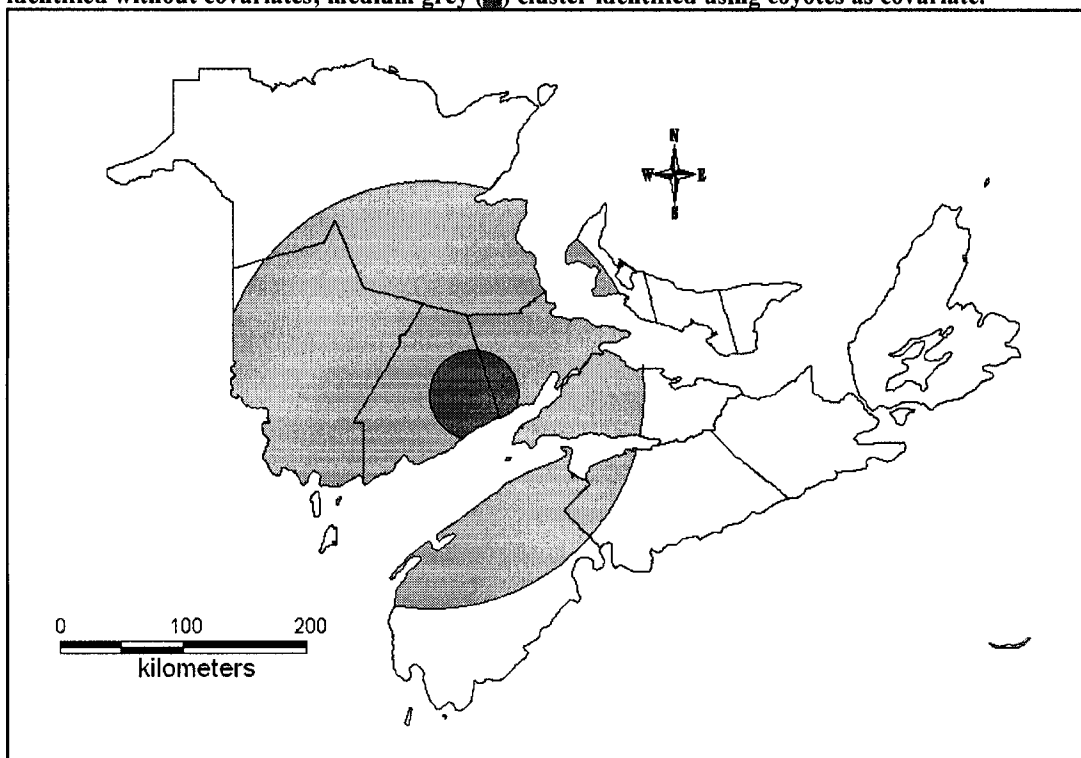 identified without covariates; medium grey ( ) cluster identified using coyotes as covariate.
N
W E
S
0 100 200
kilometers